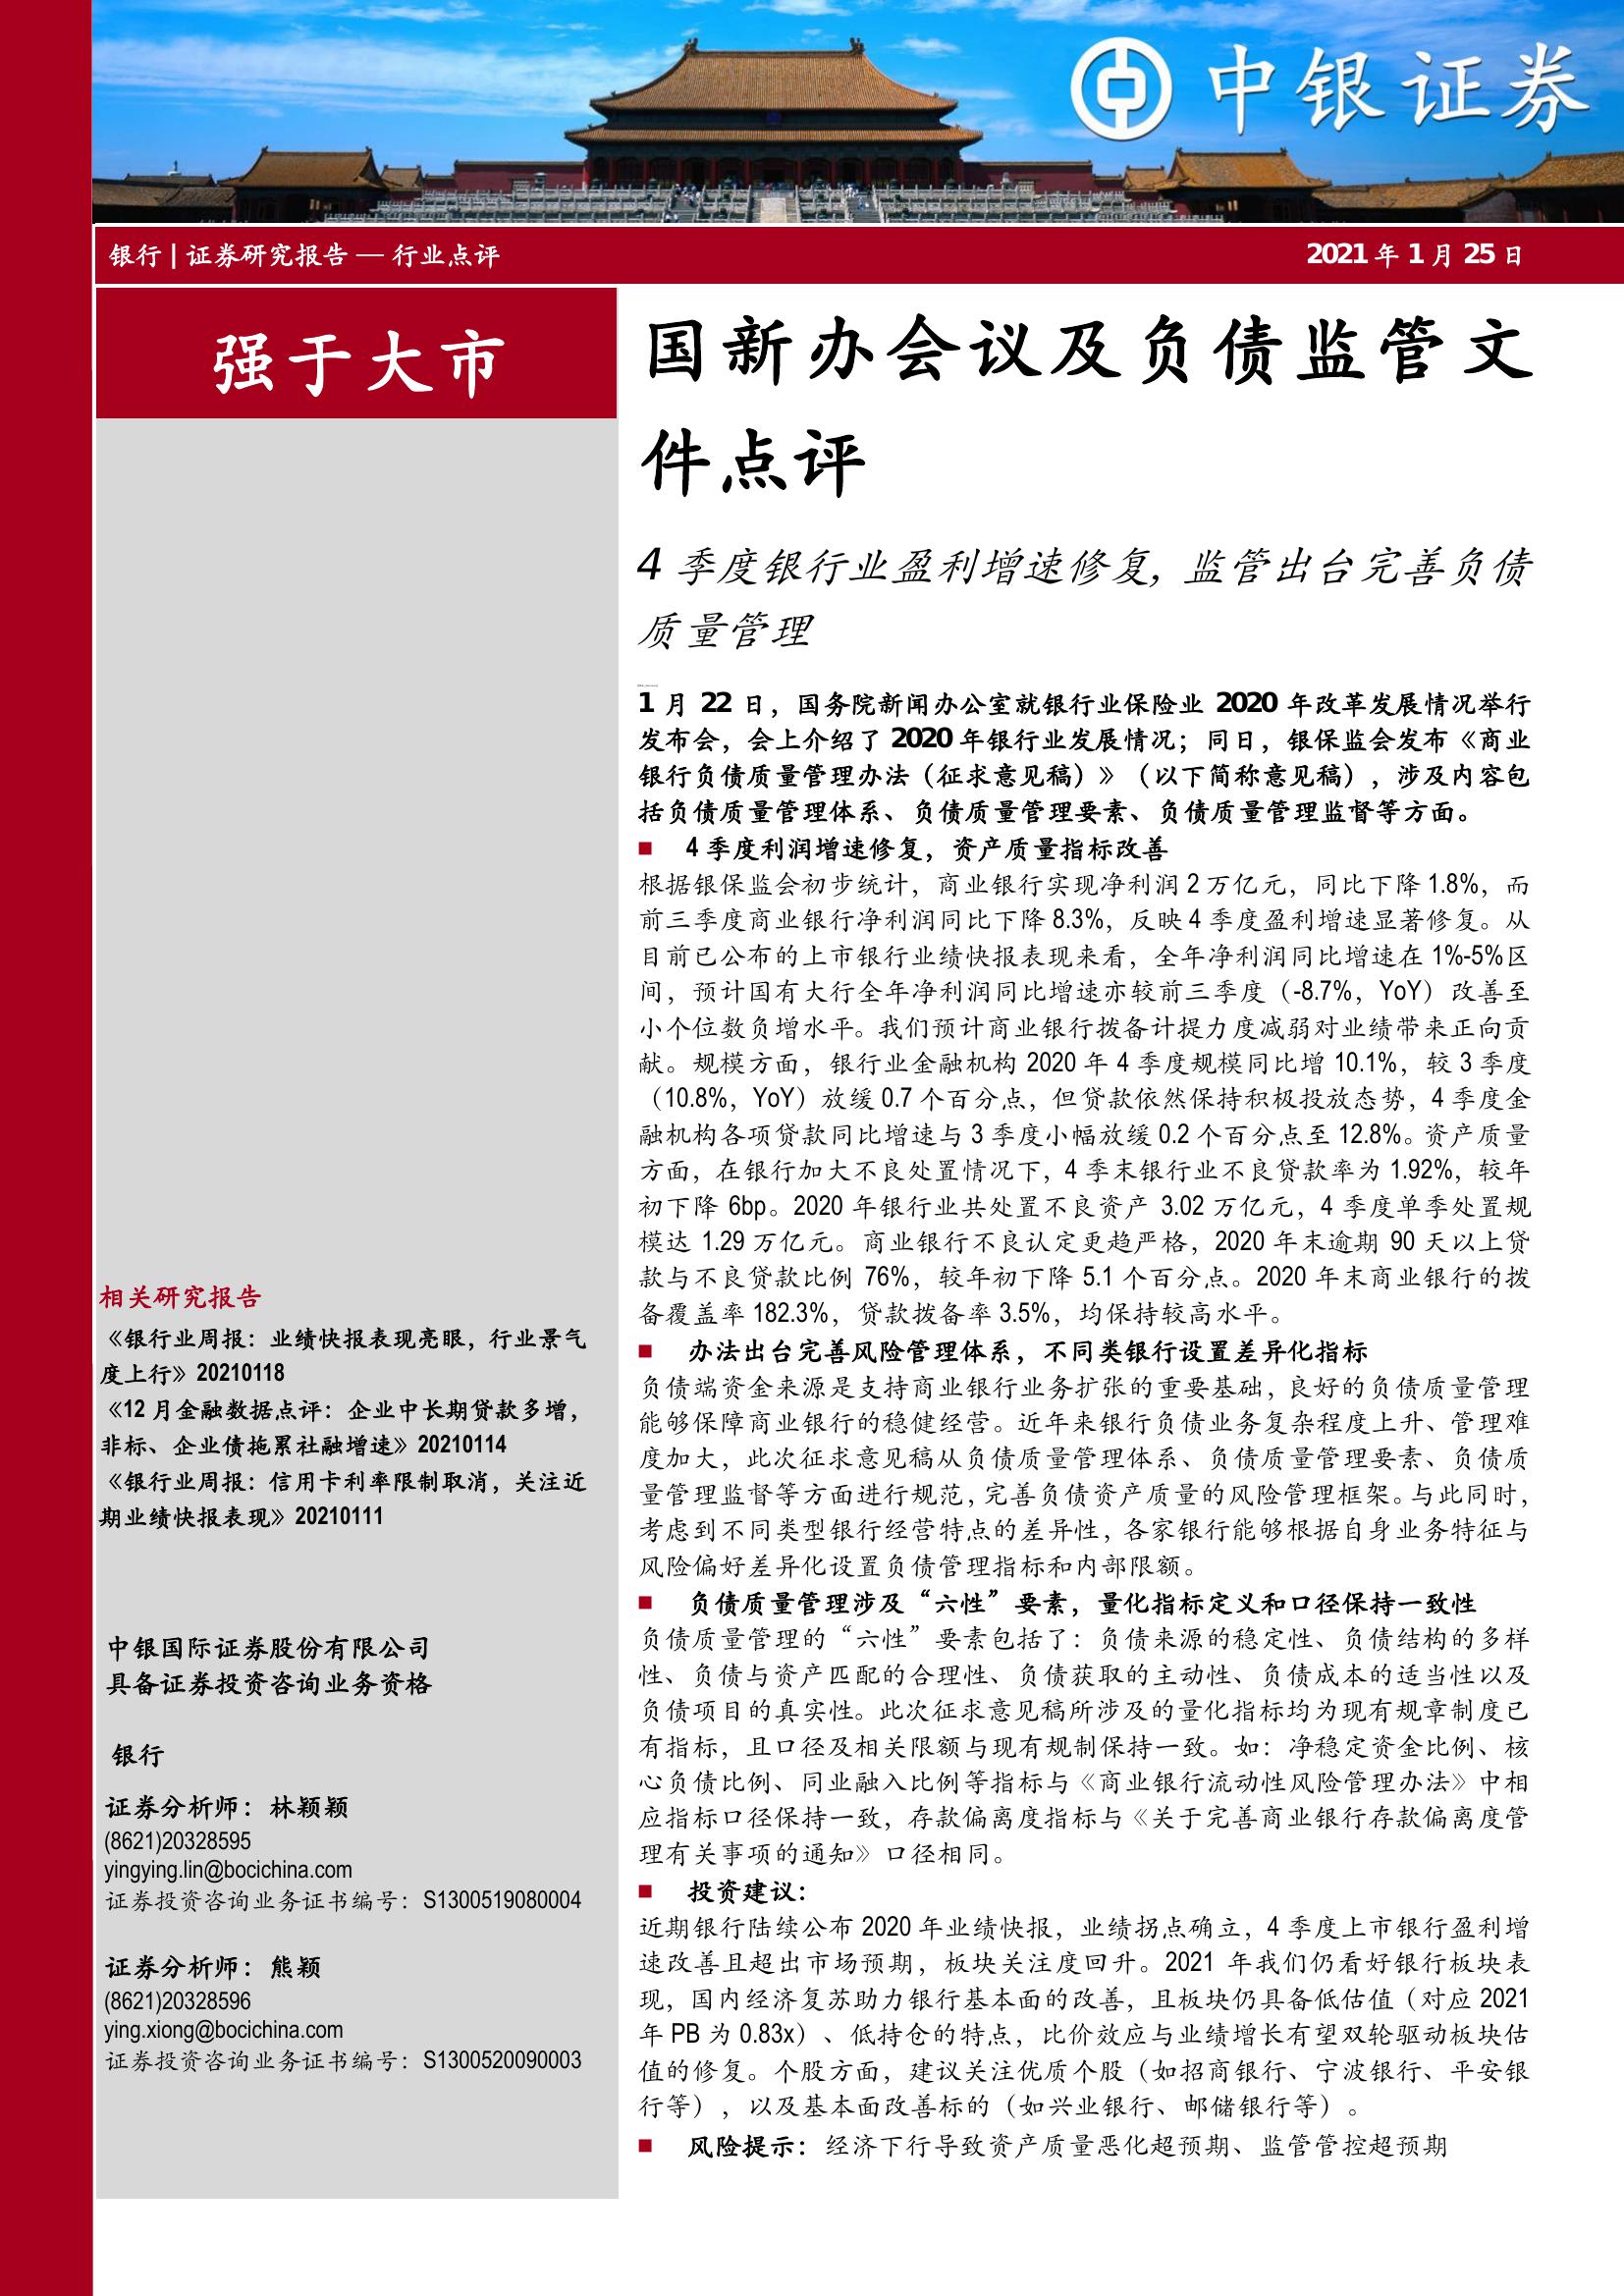 中银证券
银行 | 证券研究报告 — 行业点评
2021 年 1 月 25 日
强于大市
相关研究报告
《银行业周报：业绩快报表现亮眼，行业景气
度上行》20210118
《12 月金融数据点评：企业中长期贷款多增，
非标、企业债拖累社融增速》20210114
《银行业周报：信用卡利率限制取消，关注近
期业绩快报表现》20210111
中银国际证券股份有限公司
具备证券投资咨询业务资格
银行
证券分析师：林颖颖
(8621)20328595
yingying.lin@bocichina.com
证券投资咨询业务证书编号：S1300519080004
证券分析师：熊颖
(8621)20328596
ying.xiong@bocichina.com
证券投资咨询业务证书编号：S1300520090003
国新办会议及负债监管文
件点评
4 季度银行业盈利增速修复，监管出台完善负债
质量管理
1 月 22 日，国务院新闻办公室就银行业保险业 2020 年改革发展情况举行
发布会，会上介绍了 2020 年银行业发展情况；同日，银保监会发布《商业
银行负债质量管理办法（征求意见稿）》（以下简称意见稿），涉及内容包
括负债质量管理体系、负债质量管理要素、负债质量管理监督等方面。
■ 4 季度利润增速修复，资产质量指标改善
根据银保监会初步统计，商业银行实现净利润 2 万亿元，同比下降 1.8%，而
前三季度商业银行净利润同比下降 8.3%，反映 4 季度盈利增速显著修复。从
目前已公布的上市银行业绩快报表现来看，全年净利润同比增速在 1%-5%区
间，预计国有大行全年净利润同比增速亦较前三季度（-8.7%，YoY）改善至
小个位数负增水平。我们预计商业银行拨备计提力度减弱对业绩带来正向贡
献。规模方面，银行业金融机构 2020 年 4 季度规模同比增 10.1%，较 3 季度
（10.8%，YoY）放缓 0.7 个百分点，但贷款依然保持积极投放态势，4 季度金
融机构各项贷款同比增速与 3 季度小幅放缓 0.2 个百分点至 12.8%。资产质量
方面，在银行加大不良处置情况下，4 季末银行业不良贷款率为 1.92%，较年
初下降 6bp。2020 年银行业共处置不良资产 3.02 万亿元，4 季度单季处置规
模达 1.29 万亿元。商业银行不良认定更趋严格，2020 年末逾期 90 天以上贷
款与不良贷款比例 76%，较年初下降 5.1 个百分点。2020 年末商业银行的拨
备覆盖率 182.3%，贷款拨备率 3.5%，均保持较高水平。
■ 办法出台完善风险管理体系，不同类银行设置差异化指标
负债端资金来源是支持商业银行业务扩张的重要基础，良好的负债质量管理
能够保障商业银行的稳健经营。近年来银行负债业务复杂程度上升、管理难
度加大，此次征求意见稿从负债质量管理体系、负债质量管理要素、负债质
量管理监督等方面进行规范，完善负债资产质量的风险管理框架。与此同时，
考虑到不同类型银行经营特点的差异性，各家银行能够根据自身业务特征与
风险偏好差异化设置负债管理指标和内部限额。
■ 负债质量管理涉及“六性”要素，量化指标定义和口径保持一致性
负债质量管理的“六性”要素包括了：负债来源的稳定性、负债结构的多样
性、负债与资产匹配的合理性、负债获取的主动性、负债成本的适当性以及
负债项目的真实性。此次征求意见稿所涉及的量化指标均为现有规章制度已
有指标，且口径及相关限额与现有规制保持一致。如：净稳定资金比例、核
心负债比例、同业融入比例等指标与《商业银行流动性风险管理办法》中相
应指标口径保持一致，存款偏离度指标与《关于完善商业银行存款偏离度管
理有关事项的通知》口径相同。
■ 投资建议：
近期银行陆续公布 2020 年业绩快报，业绩拐点确立，4 季度上市银行盈利增
速改善且超出市场预期，板块关注度回升。2021 年我们仍看好银行板块表
现，国内经济复苏助力银行基本面的改善，且板块仍具备低估值（对应 2021
年 PB 为 0.83x）、低持仓的特点，比价效应与业绩增长有望双轮驱动板块估
值的修复。个股方面，建议关注优质个股（如招商银行、宁波银行、平安银
行等），以及基本面改善标的（如兴业银行、邮储银行等）。
■ 风险提示：经济下行导致资产质量恶化超预期、监管管控超预期